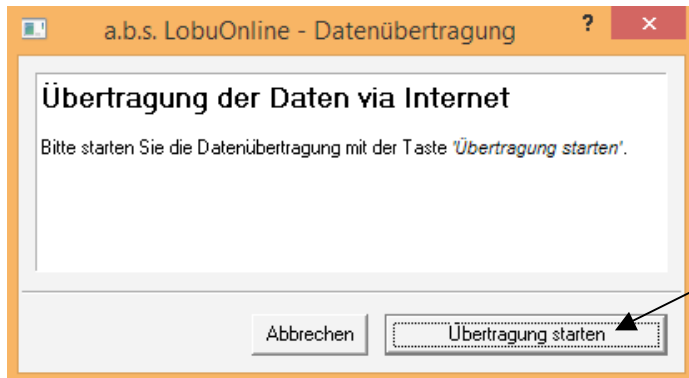 a.b.s. LobuOnline - Datenübertragung ? ×
Übertragung der Daten via Internet
Bitte starten Sie die Datenübertragung mit der Taste 'Übertragung starten'.
Abbrechen Übertragung starten